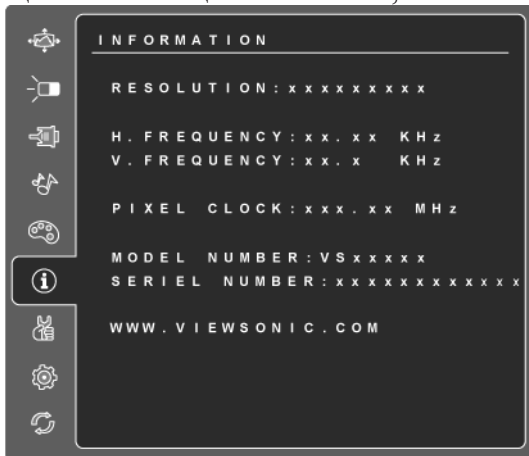 INFORMATION
RESOLUTION:xxxxxxxxx
H.FREQUENCY:xx.xx KHz
V.FREQUENCY:xx.x KHz
PIXEL CLOCK:xxx.xx MHz
MODEL NUMBER:VSxxxxx
SERIEL NUMBER:xxxxxxxxxxxx
WWW.VIEWSONIC.COM